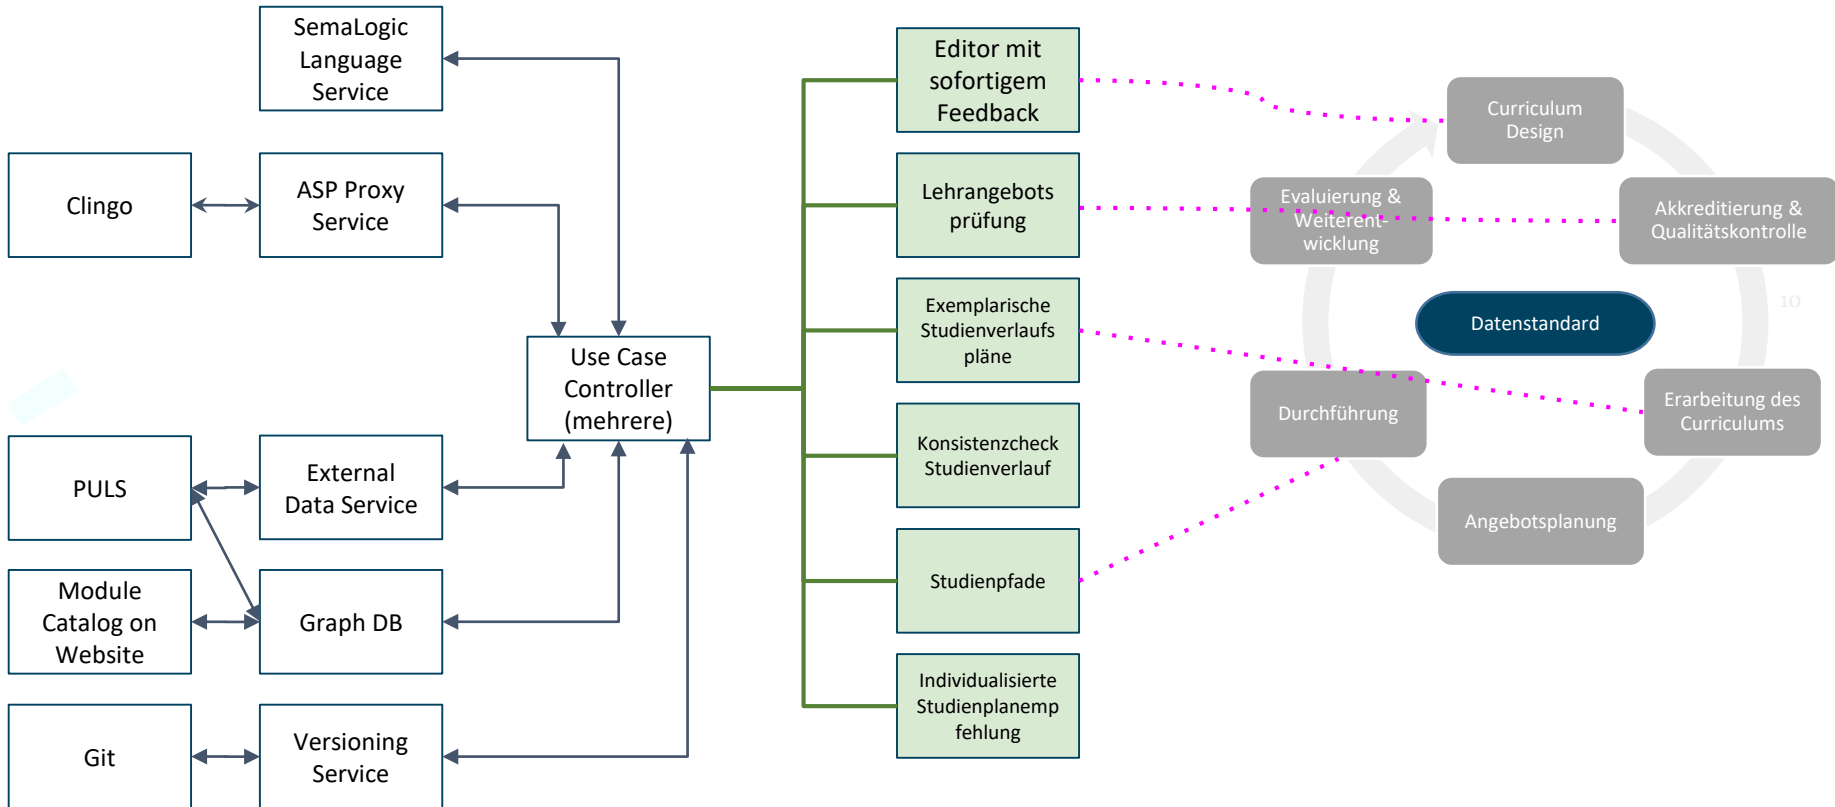 SemaLogic
Language
Service
Clingo
ASP Proxy
Service
PULS
External
Data Service
Module
Catalog on
Website
Graph DB
Git
Versioning
Service
Use Case
Controller
(mehrere)
Editor mit
sofortigem
Feedback
Lehrangebots
prüfung
Exemplarische
Studienverlaufs
pläne
Konsistenzcheck
Studienverlauf
Studienpfade
Individualisierte
Studienplanemp
fehlung
Curriculum
Design
Evaluierung &
Weiterent-
wicklung
Akkreditierung &
Qualitätskontrolle
10
Datenstandard
Durchführung
Erarbeitung des
Curriculums
Angebotsplanung